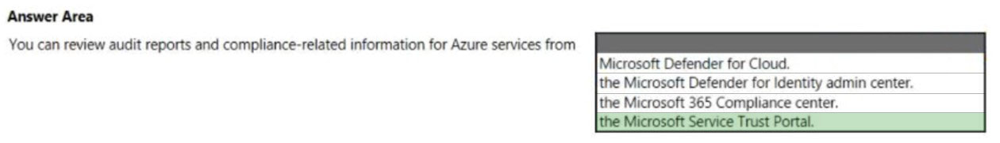 Answer Area
You can review audit reports and compliance-related information for Azure services from
Microsoft Defender for Cloud.
the Microsoft Defender for Identity admin center.
the Microsoft 365 Compliance center.
the Microsoft Service Trust Portal.